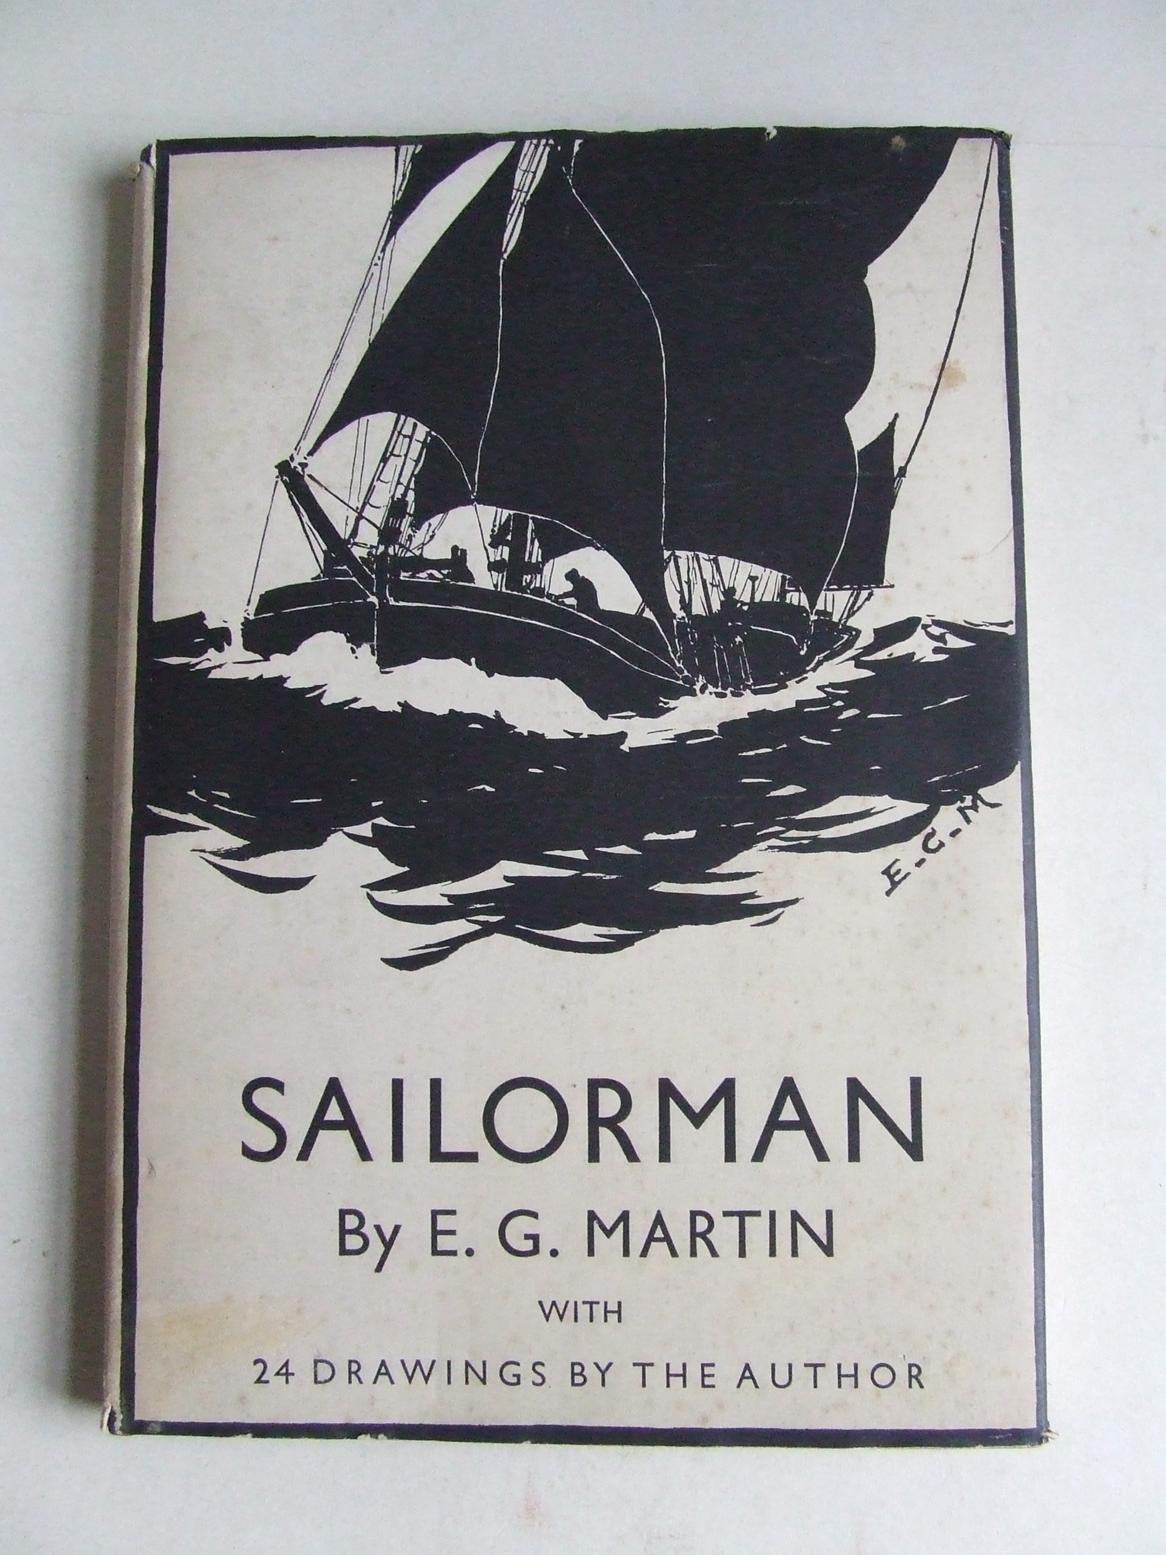 E.G.M
SAILORMAN
By E. G. MARTIN
WITH
24 DRAWINGS BY THE AUTHOR